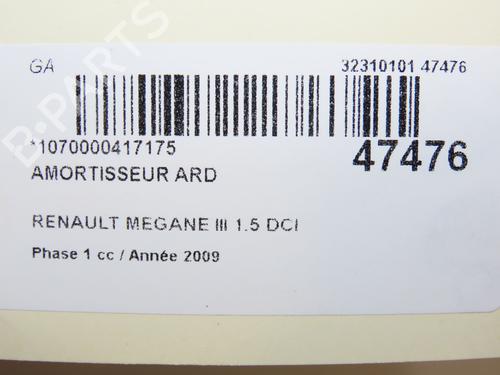 GA 32310101 47476
*1070000417175 47476
AMORTISSEUR ARD
RENAULT MEGANE III 1.5 DCI
Phase 1 cc / Année 2009
B-PARTS